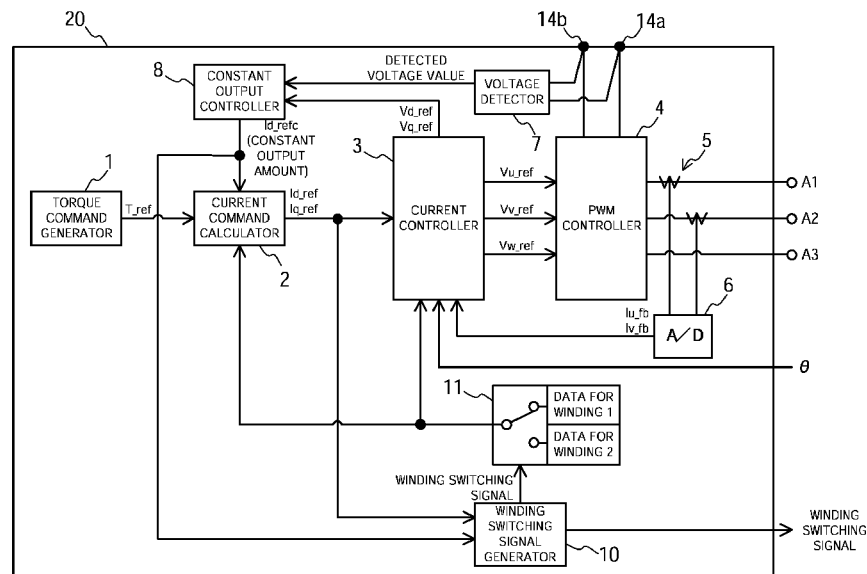 20
14b
14a
8
CONSTANT
OUTPUT
CONTROLLER
DETECTED
VOLTAGE VALUE
VOLTAGE
DETECTOR
7
Vd_ref
Vq_ref
Id_refc
(CONSTANT
OUTPUT
AMOUNT)
3
4
5
1
TORQUE
COMMAND
GENERATOR
T_ref
CURRENT
COMMAND
CALCULATOR
2
Id_ref
Iq_ref
CURRENT
CONTROLLER
Vu_ref
Vv_ref
Vw_ref
PWM
CONTROLLER
A1
A2
A3
6
Iu_fb
Iv_fb
A/D
θ
11
DATA FOR
WINDING 1
DATA FOR
WINDING 2
WINDING SWITCHING
SIGNAL
WINDING
SWITCHING
SIGNAL
GENERATOR
10
WINDING
SWITCHING
SIGNAL